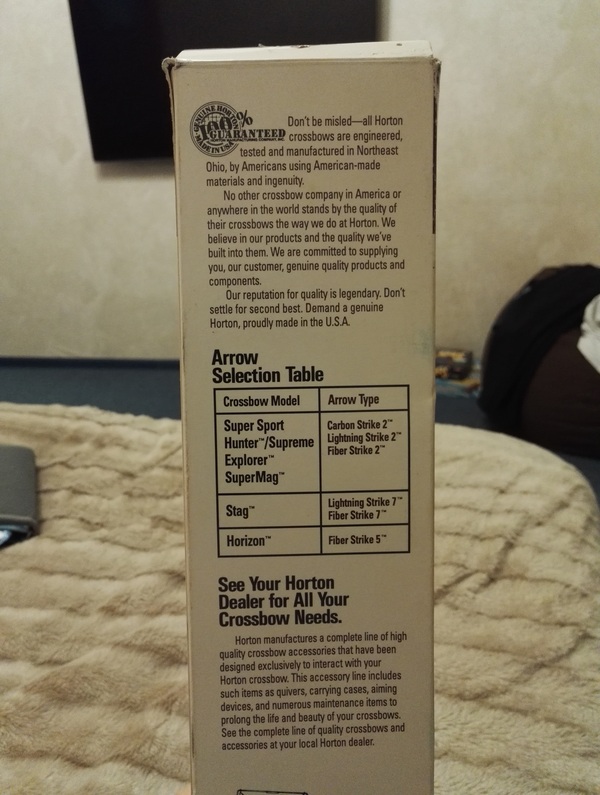 GENUINE HORTON
100%
GUARANTEED
MADE IN USA
Don't be misled—all Horton
crossbows are engineered,
tested and manufactured in Northeast
Ohio, by Americans using American-made
materials and ingenuity.
No other crossbow company in America or
anywhere in the world stands by the quality of
their crossbows the way we do at Horton. We
believe in our products and the quality we've
built into them. We are committed to supplying
you, our customer, genuine quality products and
components.
Our reputation for quality is legendary. Don't
settle for second best. Demand a genuine
Horton, proudly made in the U.S.A.
Arrow
Selection Table
Crossbow Model Arrow Type
Super Sport Carbon Strike 2™
Hunter™/Supreme Lightning Strike 2™
Explorer™ Fiber Strike 2™
SuperMag™
Stag™ Lightning Strike 7™
Fiber Strike 7™
Horizon™ Fiber Strike 5™
See Your Horton
Dealer for All Your
Crossbow Needs.
Horton manufactures a complete line of high
quality crossbow accessories that have been
designed exclusively to interact with your
Horton crossbow. This accessory line includes
such items as quivers, carrying cases, aiming
devices, and numerous maintenance items to
prolong the life and beauty of your crossbows.
See the complete line of quality crossbows and
accessories at your local Horton dealer.